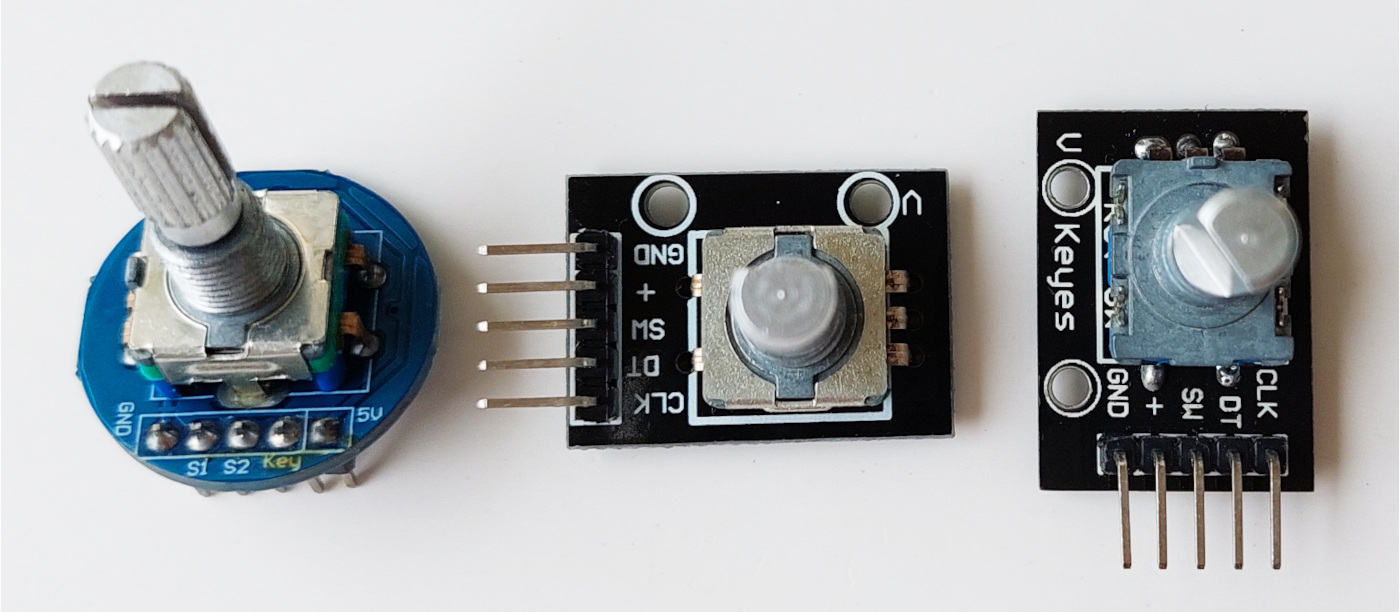 GND
5V
S1 S2 Key
V
GND
+
SW
DT
CLK
V
Keyes
GND
+
SW
DT
CLK